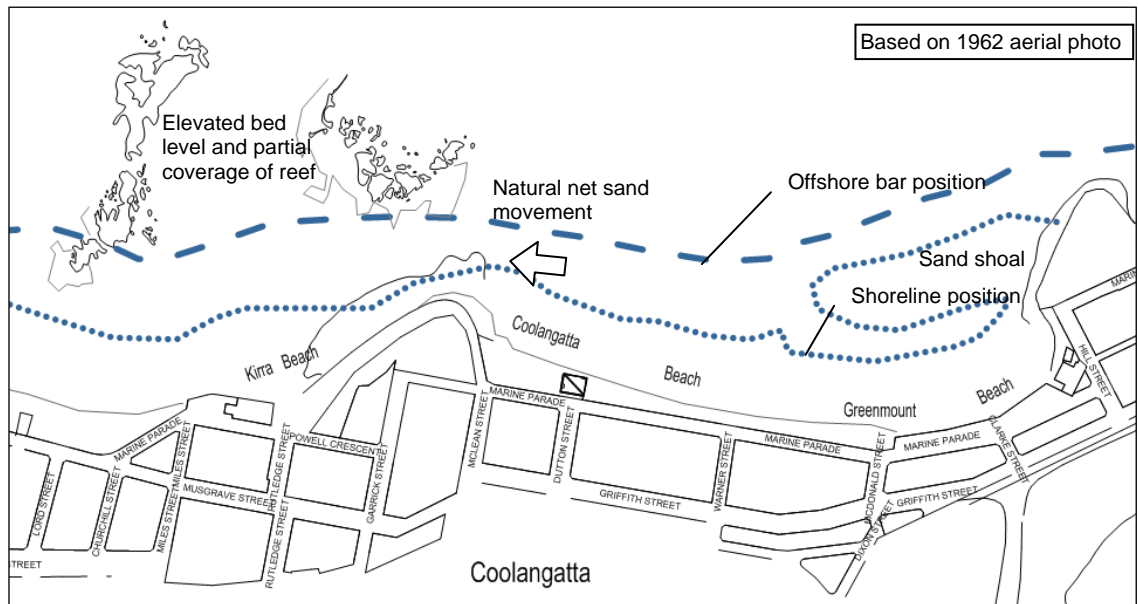 Based on 1962 aerial photo
Elevated bed
level and partial
coverage of reef
Natural net sand
movement
Offshore bar position
Sand shoal
Shoreline position
MARINE
HILL STREET
Kirra Beach
Coolangatta
Beach
Greenmount
Beach
MARINE PARADE
MARINE PARADE
MARINE PARADE
MARINE PARADE
POWELL CRESCENT
MUSGRAVE STREET
GRIFFITH STREET
GRIFFITH STREET
LORD STREET
CHURCHILL STREET
MILES STREET
MILES STREET
RUTLEDGE STREET
RUTLEDGE STREET
GARRICK STREET
MCLEAN STREET
DUTTON STREET
WARNER STREET
MCDONALD STREET
DIXON STREET
CLARKE STREET
STREET
Coolangatta